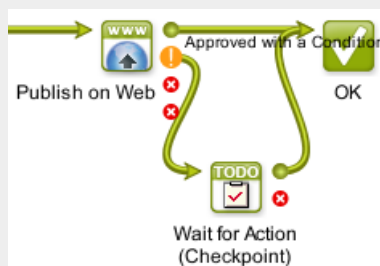 WWW
Approved with a Condition
Publish on Web
OK
TODO
Wait for Action
(Checkpoint)